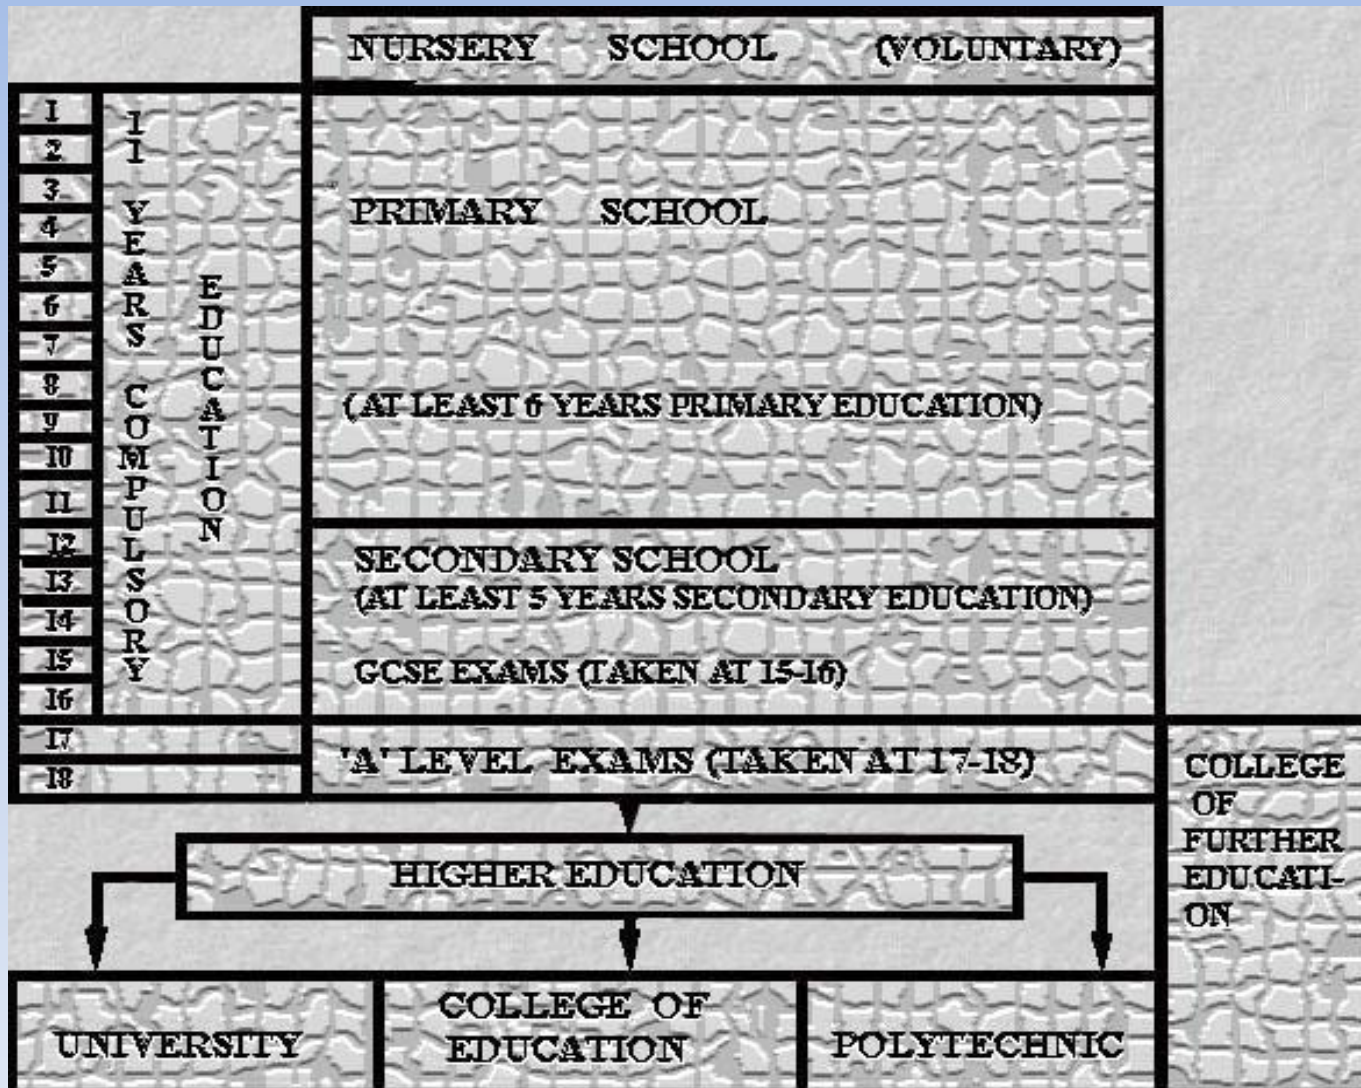 NURSERY SCHOOL (VOLUNTARY)
1
2
3
4
5
6
7
8
9
10
11
12
13
14
15
16
17
18
11 YEARS COMPULSORY
EDUCATION
PRIMARY SCHOOL
(AT LEAST 6 YEARS PRIMARY EDUCATION)
SECONDARY SCHOOL
(AT LEAST 5 YEARS SECONDARY EDUCATION)
GCSE EXAMS (TAKEN AT 15-16)
'A' LEVEL EXAMS (TAKEN AT 17-18)
COLLEGE
OF
FURTHER
EDUCATI-
ON
HIGHER EDUCATION
UNIVERSITY
COLLEGE OF
EDUCATION
POLYTECHNIC